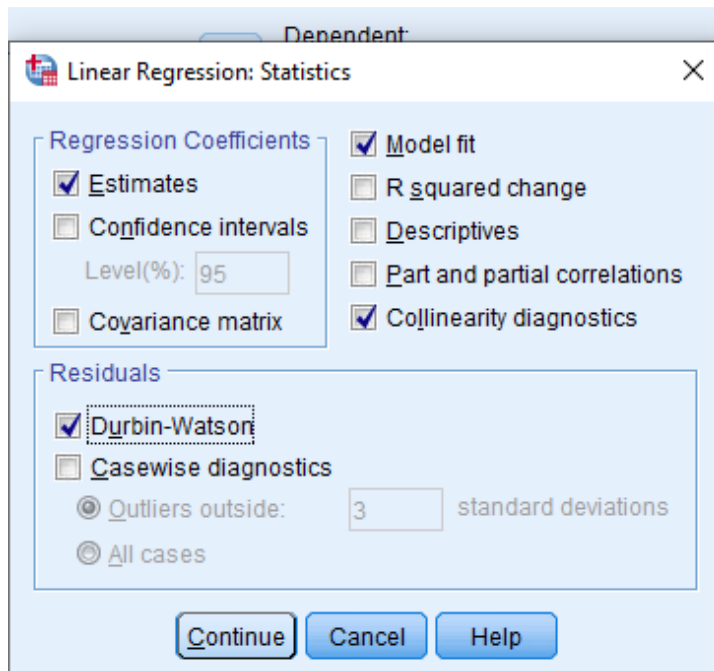 Dependent:
Linear Regression: Statistics
Regression Coefficients
Estimates
Confidence intervals
Level(%): 95
Covariance matrix
Model fit
R squared change
Descriptives
Part and partial correlations
Collinearity diagnostics
Residuals
Durbin-Watson
Casewise diagnostics
Outliers outside: 3 standard deviations
All cases
Continue Cancel Help